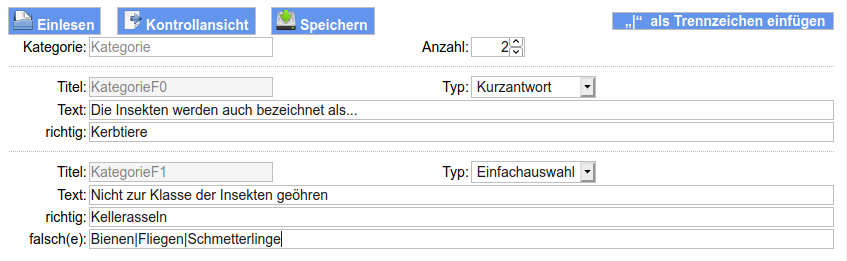 Einlesen Kontrollansicht Speichern „|“ als Trennzeichen einfügen
Kategorie: Kategorie Anzahl: 2
Titel: KategorieF0 Typ: Kurzantwort
Text: Die Insekten werden auch bezeichnet als...
richtig: Kerbtiere
Titel: KategorieF1 Typ: Einfachauswahl
Text: Nicht zur Klasse der Insekten geöhren
richtig: Kellerasseln
falsch(e): Bienen|Fliegen|Schmetterlinge